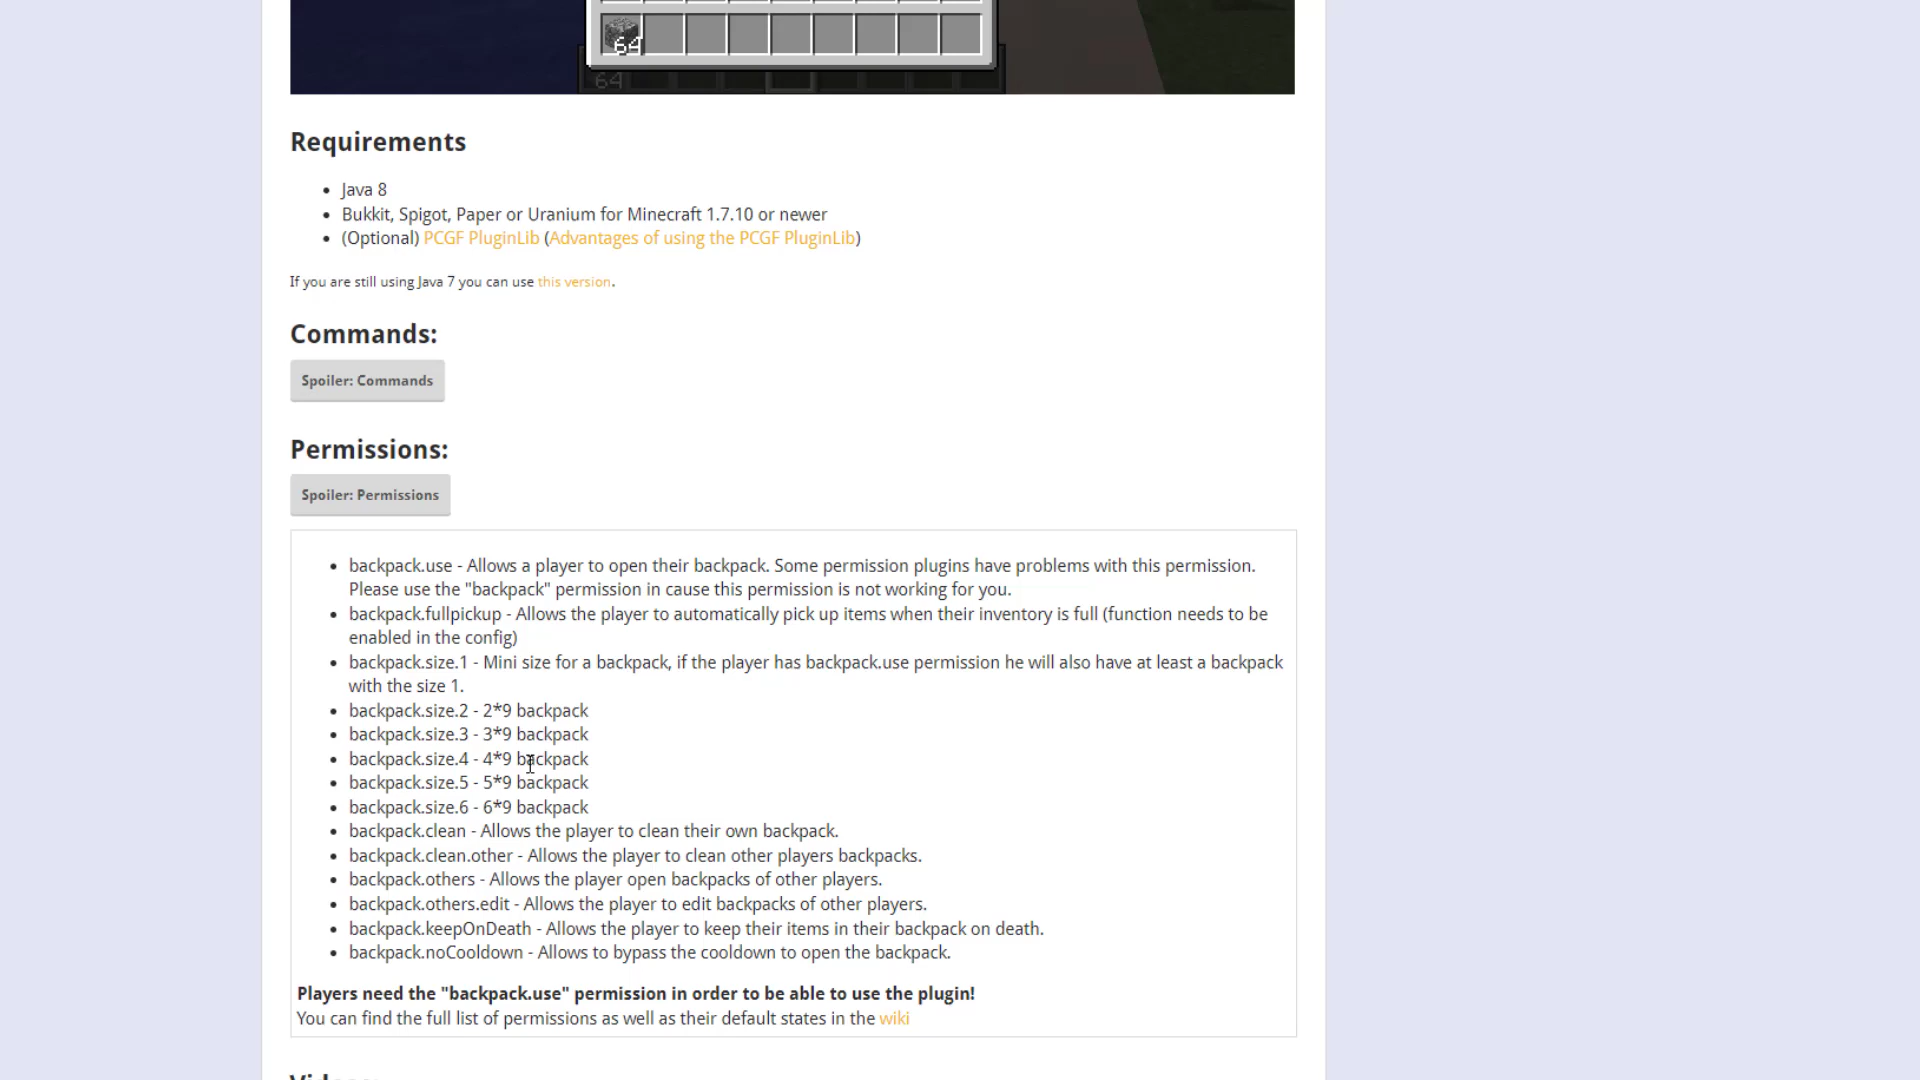 64
64
Requirements
Java 8
Bukkit, Spigot, Paper or Uranium for Minecraft 1.7.10 or newer
(Optional) PCGF PluginLib (Advantages of using the PCGF PluginLib)
If you are still using Java 7 you can use this version.
Commands:
Spoiler: Commands
Permissions:
Spoiler: Permissions
backpack.use - Allows a player to open their backpack. Some permission plugins have problems with this permission.
Please use the "backpack" permission in cause this permission is not working for you.
backpack.fullpickup - Allows the player to automatically pick up items when their inventory is full (function needs to be
enabled in the config)
backpack.size.1 - Mini size for a backpack, if the player has backpack.use permission he will also have at least a backpack
with the size 1.
backpack.size.2 - 2*9 backpack
backpack.size.3 - 3*9 backpack
backpack.size.4 - 4*9 backpack
backpack.size.5 - 5*9 backpack
backpack.size.6 - 6*9 backpack
backpack.clean - Allows the player to clean their own backpack.
backpack.clean.other - Allows the player to clean other players backpacks.
backpack.others - Allows the player open backpacks of other players.
backpack.others.edit - Allows the player to edit backpacks of other players.
backpack.keepOnDeath - Allows the player to keep their items in their backpack on death.
backpack.noCooldown - Allows to bypass the cooldown to open the backpack.
Players need the "backpack.use" permission in order to be able to use the plugin!
You can find the full list of permissions as well as their default states in the wiki
Videos: